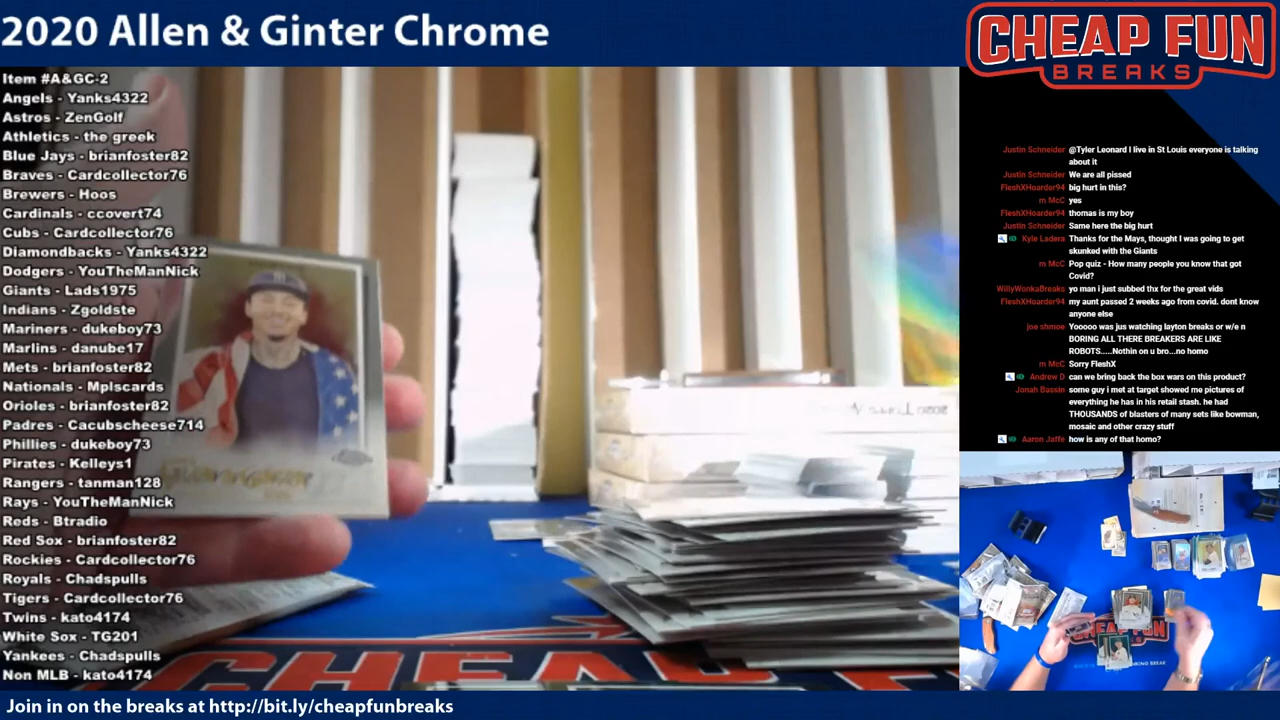 2020 Allen & Ginter Chrome
CHEAP FUN
BREAKS
Item #A&GC-2
Angels - Yanks4322
Astros - ZenGolf
Athletics - the greek
Blue Jays - brianfoster82
Braves - Cardcollector76
Brewers - Hoos
Cardinals - ccovert74
Cubs - Cardcollector76
Diamondbacks - Yanks4322
Dodgers - YouTheManNick
Giants - Lads1975
Indians - Zgoldste
Mariners - dukeboy73
Marlins - danube17
Mets - brianfoster82
Nationals - Mplscards
Orioles - brianfoster82
Padres - Cacubscheese714
Phillies - dukeboy73
Pirates - Kelleys1
Rangers - tanman128
Rays - YouTheManNick
Reds - Btradio
Red Sox - brianfoster82
Rockies - Cardcollector76
Royals - Chadspulls
Tigers - Cardcollector76
Twins - kato4174
White Sox - TG201
Yankees - Chadspulls
Non MLB - kato4174
Justin Schneider @Tyler Leonard I live in St Louis everyone is talking
about it
Justin Schneider We are all pissed
FleshXHoarder94 big hurt in this?
m McC yes
FleshXHoarder94 thomas is my boy
Justin Schneider Same here the big hurt
Kyle Ladera Thanks for the Mays, thought I was going to
get skunked with the Giants
m McC Pop quiz - How many people you know that got
Covid?
WillyWonkaBreaks yo man i just subbed thx for the great vids
FleshXHoarder94 my aunt passed 2 weeks ago from covid. dont know
anyone else
joe shmoe Yooooo was jus watching layton breaks or w/e n
BORING ALL THERE BREAKERS ARE LIKE
ROBOTS.....Nothin on u bro...no homo
m McC Sorry FleshX
Andrew D can we bring back the box wars on this product?
Jonah Bassin some guy i met at target showed me pictures of
everything he has in his retail stash. he had
THOUSANDS of blasters of many sets like bowman,
mosaic and other crazy stuff
Aaron Jaffe how is any of that homo?
CHEAP FUN
CHEAP FUN
Join in on the breaks at http://bit.ly/cheapfunbreaks